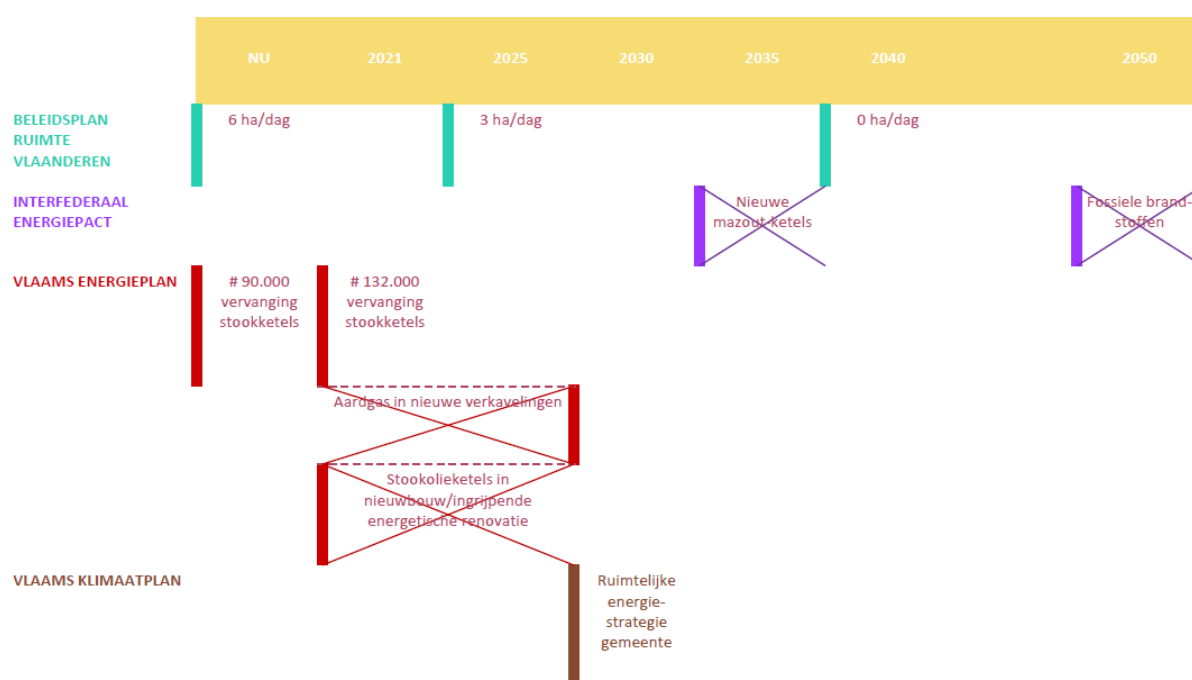 NU 2021 2025 2030 2035 2040 2050
BELEIDSPLAN
RUIMTE
VLAANDEREN
6 ha/dag 3 ha/dag 0 ha/dag
INTERFEDERAAL
ENERGIEPACT
Nieuwe
mazout-ketels
Fossiele brand-
stoffen
VLAAMS ENERGIEPLAN
# 90.000
vervanging
stookketels
# 132.000
vervanging
stookketels
Aardgas in nieuwe verkavelingen
Stookolieketels in
nieuwbouw/ingrijpende
energetische renovatie
VLAAMS KLIMAATPLAN
Ruimtelijke
energie-
strategie
gemeente